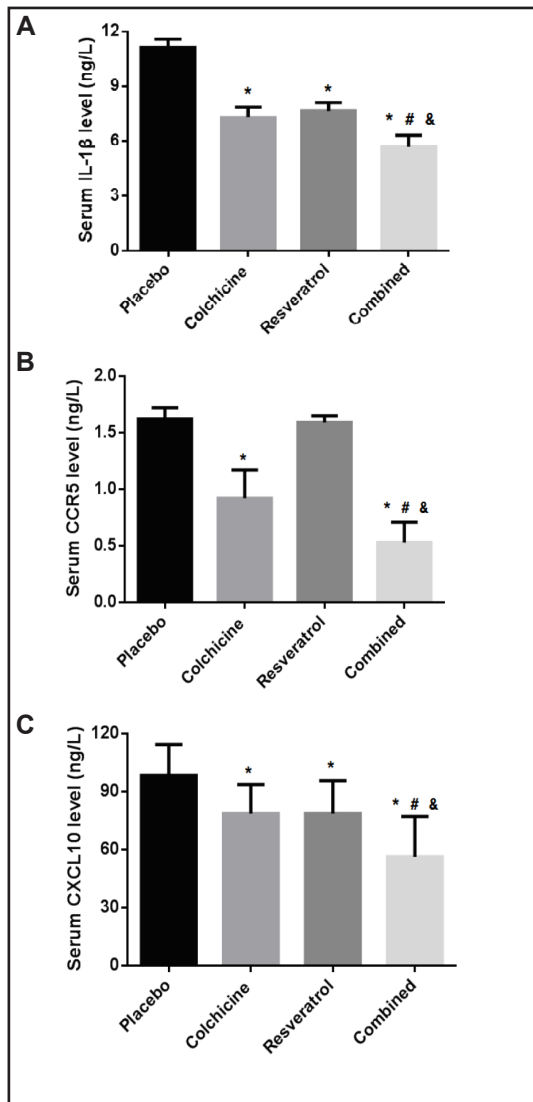 A
Serum IL-1β level (ng/L)
12
9
6
3
0
*
*
* # &
Placebo
Colchicine
Resveratrol
Combined
B
Serum CCR5 level (ng/L)
2.0
1.5
1.0
0.5
0.0
*
* # &
Placebo
Colchicine
Resveratrol
Combined
C
Serum CXCL10 level (ng/L)
120
90
60
30
0
*
*
* # &
Placebo
Colchicine
Resveratrol
Combined